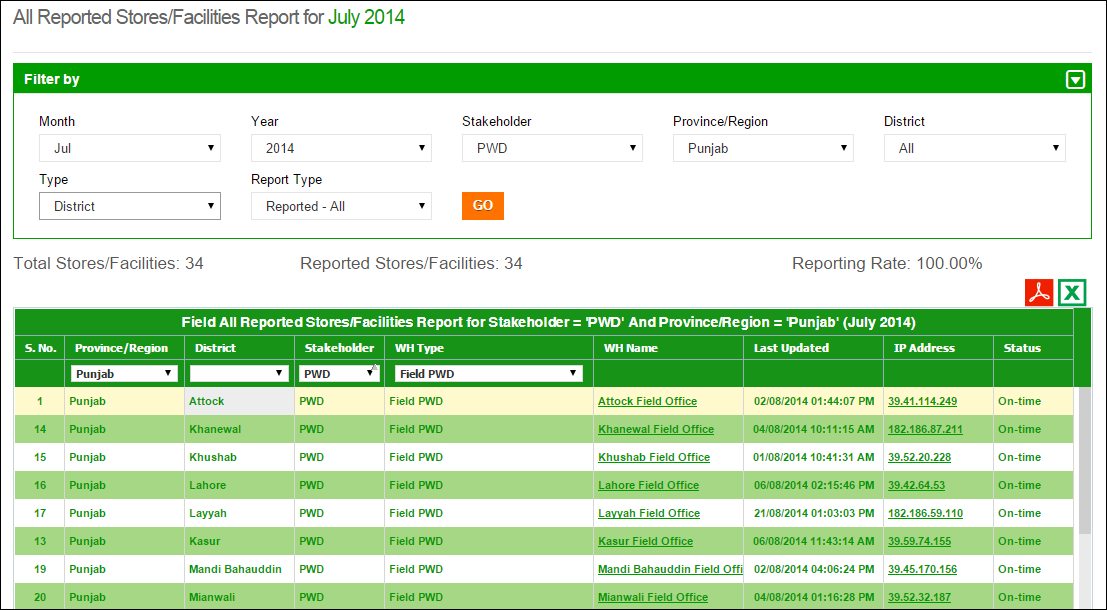 All Reported Stores/Facilities Report for July 2014
Filter by
Month Year Stakeholder Province/Region District
Jul 2014 PWD Punjab All
Type Report Type
District Reported - All GO
Total Stores/Facilities: 34 Reported Stores/Facilities: 34 Reporting Rate: 100.00%
Field All Reported Stores/Facilities Report for Stakeholder = 'PWD' And Province/Region = 'Punjab' (July 2014)
S. No. Province/Region District Stakeholder WH Type WH Name Last Updated IP Address Status
Punjab PWD Field PWD
1 Punjab Attock PWD Field PWD Attock Field Office 02/08/2014 01:44:07 PM 39.41.114.249 On-time
14 Punjab Khanewal PWD Field PWD Khanewal Field Office 04/08/2014 10:11:15 AM 182.186.87.211 On-time
15 Punjab Khushab PWD Field PWD Khushab Field Office 01/08/2014 10:41:31 AM 39.52.20.228 On-time
16 Punjab Lahore PWD Field PWD Lahore Field Office 06/08/2014 02:15:46 PM 39.42.64.53 On-time
17 Punjab Layyah PWD Field PWD Layyah Field Office 21/08/2014 01:03:03 PM 182.186.59.110 On-time
13 Punjab Kasur PWD Field PWD Kasur Field Office 06/08/2014 11:43:14 AM 39.59.74.155 On-time
19 Punjab Mandi Bahauddin PWD Field PWD Mandi Bahauddin Field Offi 02/08/2014 04:06:24 PM 39.45.170.156 On-time
20 Punjab Mianwali PWD Field PWD Mianwali Field Office 04/08/2014 01:16:28 PM 39.52.32.187 On-time